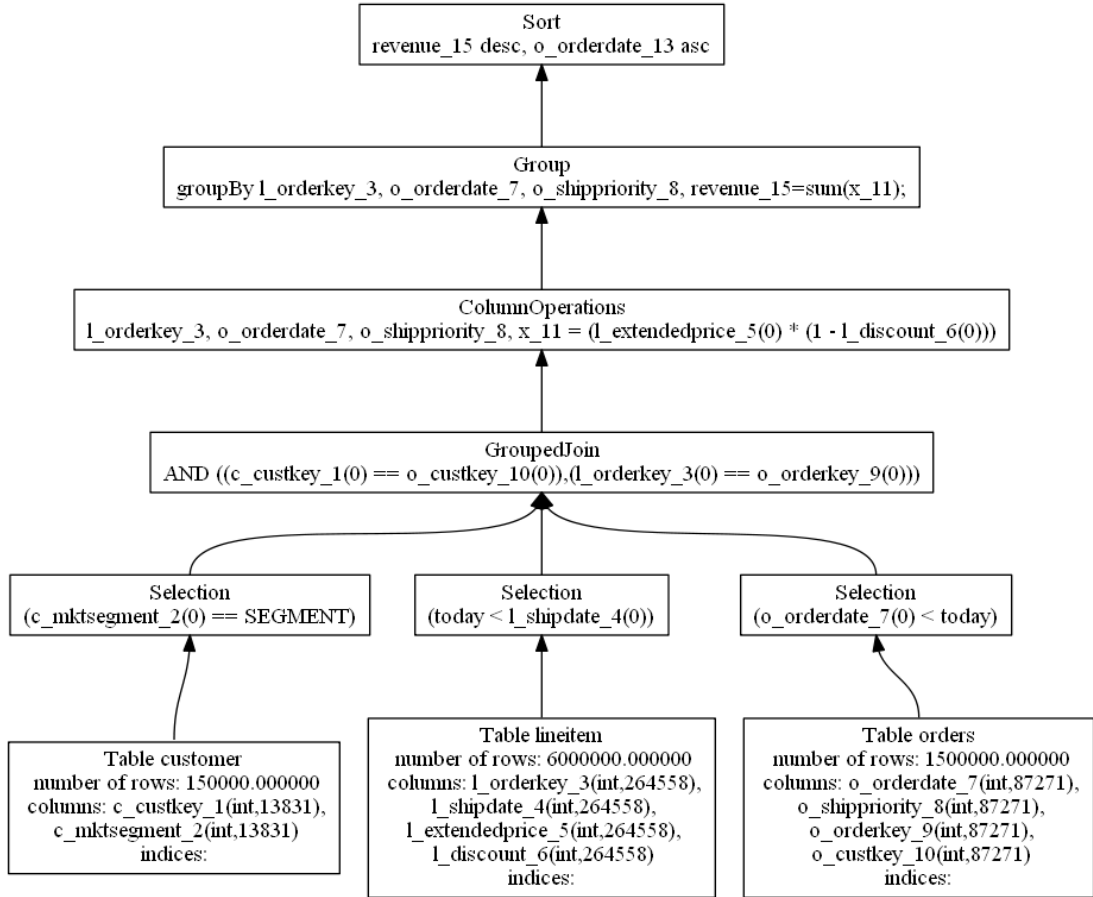 Sort
revenue_15 desc, o_orderdate_13 asc
Group
groupBy l_orderkey_3, o_orderdate_7, o_shippriority_8, revenue_15=sum(x_11);
ColumnOperations
l_orderkey_3, o_orderdate_7, o_shippriority_8, x_11 = (l_extendedprice_5(0) * (1 - l_discount_6(0)))
GroupedJoin
AND ((c_custkey_1(0) == o_custkey_10(0)),(l_orderkey_3(0) == o_orderkey_9(0)))
Selection
(c_mktsegment_2(0) == SEGMENT)
Selection
(today < l_shipdate_4(0))
Selection
(o_orderdate_7(0) < today)
Table customer
number of rows: 150000.000000
columns: c_custkey_1(int,13831),
c_mktsegment_2(int,13831)
indices:
Table lineitem
number of rows: 6000000.000000
columns: l_orderkey_3(int,264558),
l_shipdate_4(int,264558),
l_extendedprice_5(int,264558),
l_discount_6(int,264558)
indices:
Table orders
number of rows: 1500000.000000
columns: o_orderdate_7(int,87271),
o_shippriority_8(int,87271),
o_orderkey_9(int,87271),
o_custkey_10(int,87271)
indices: